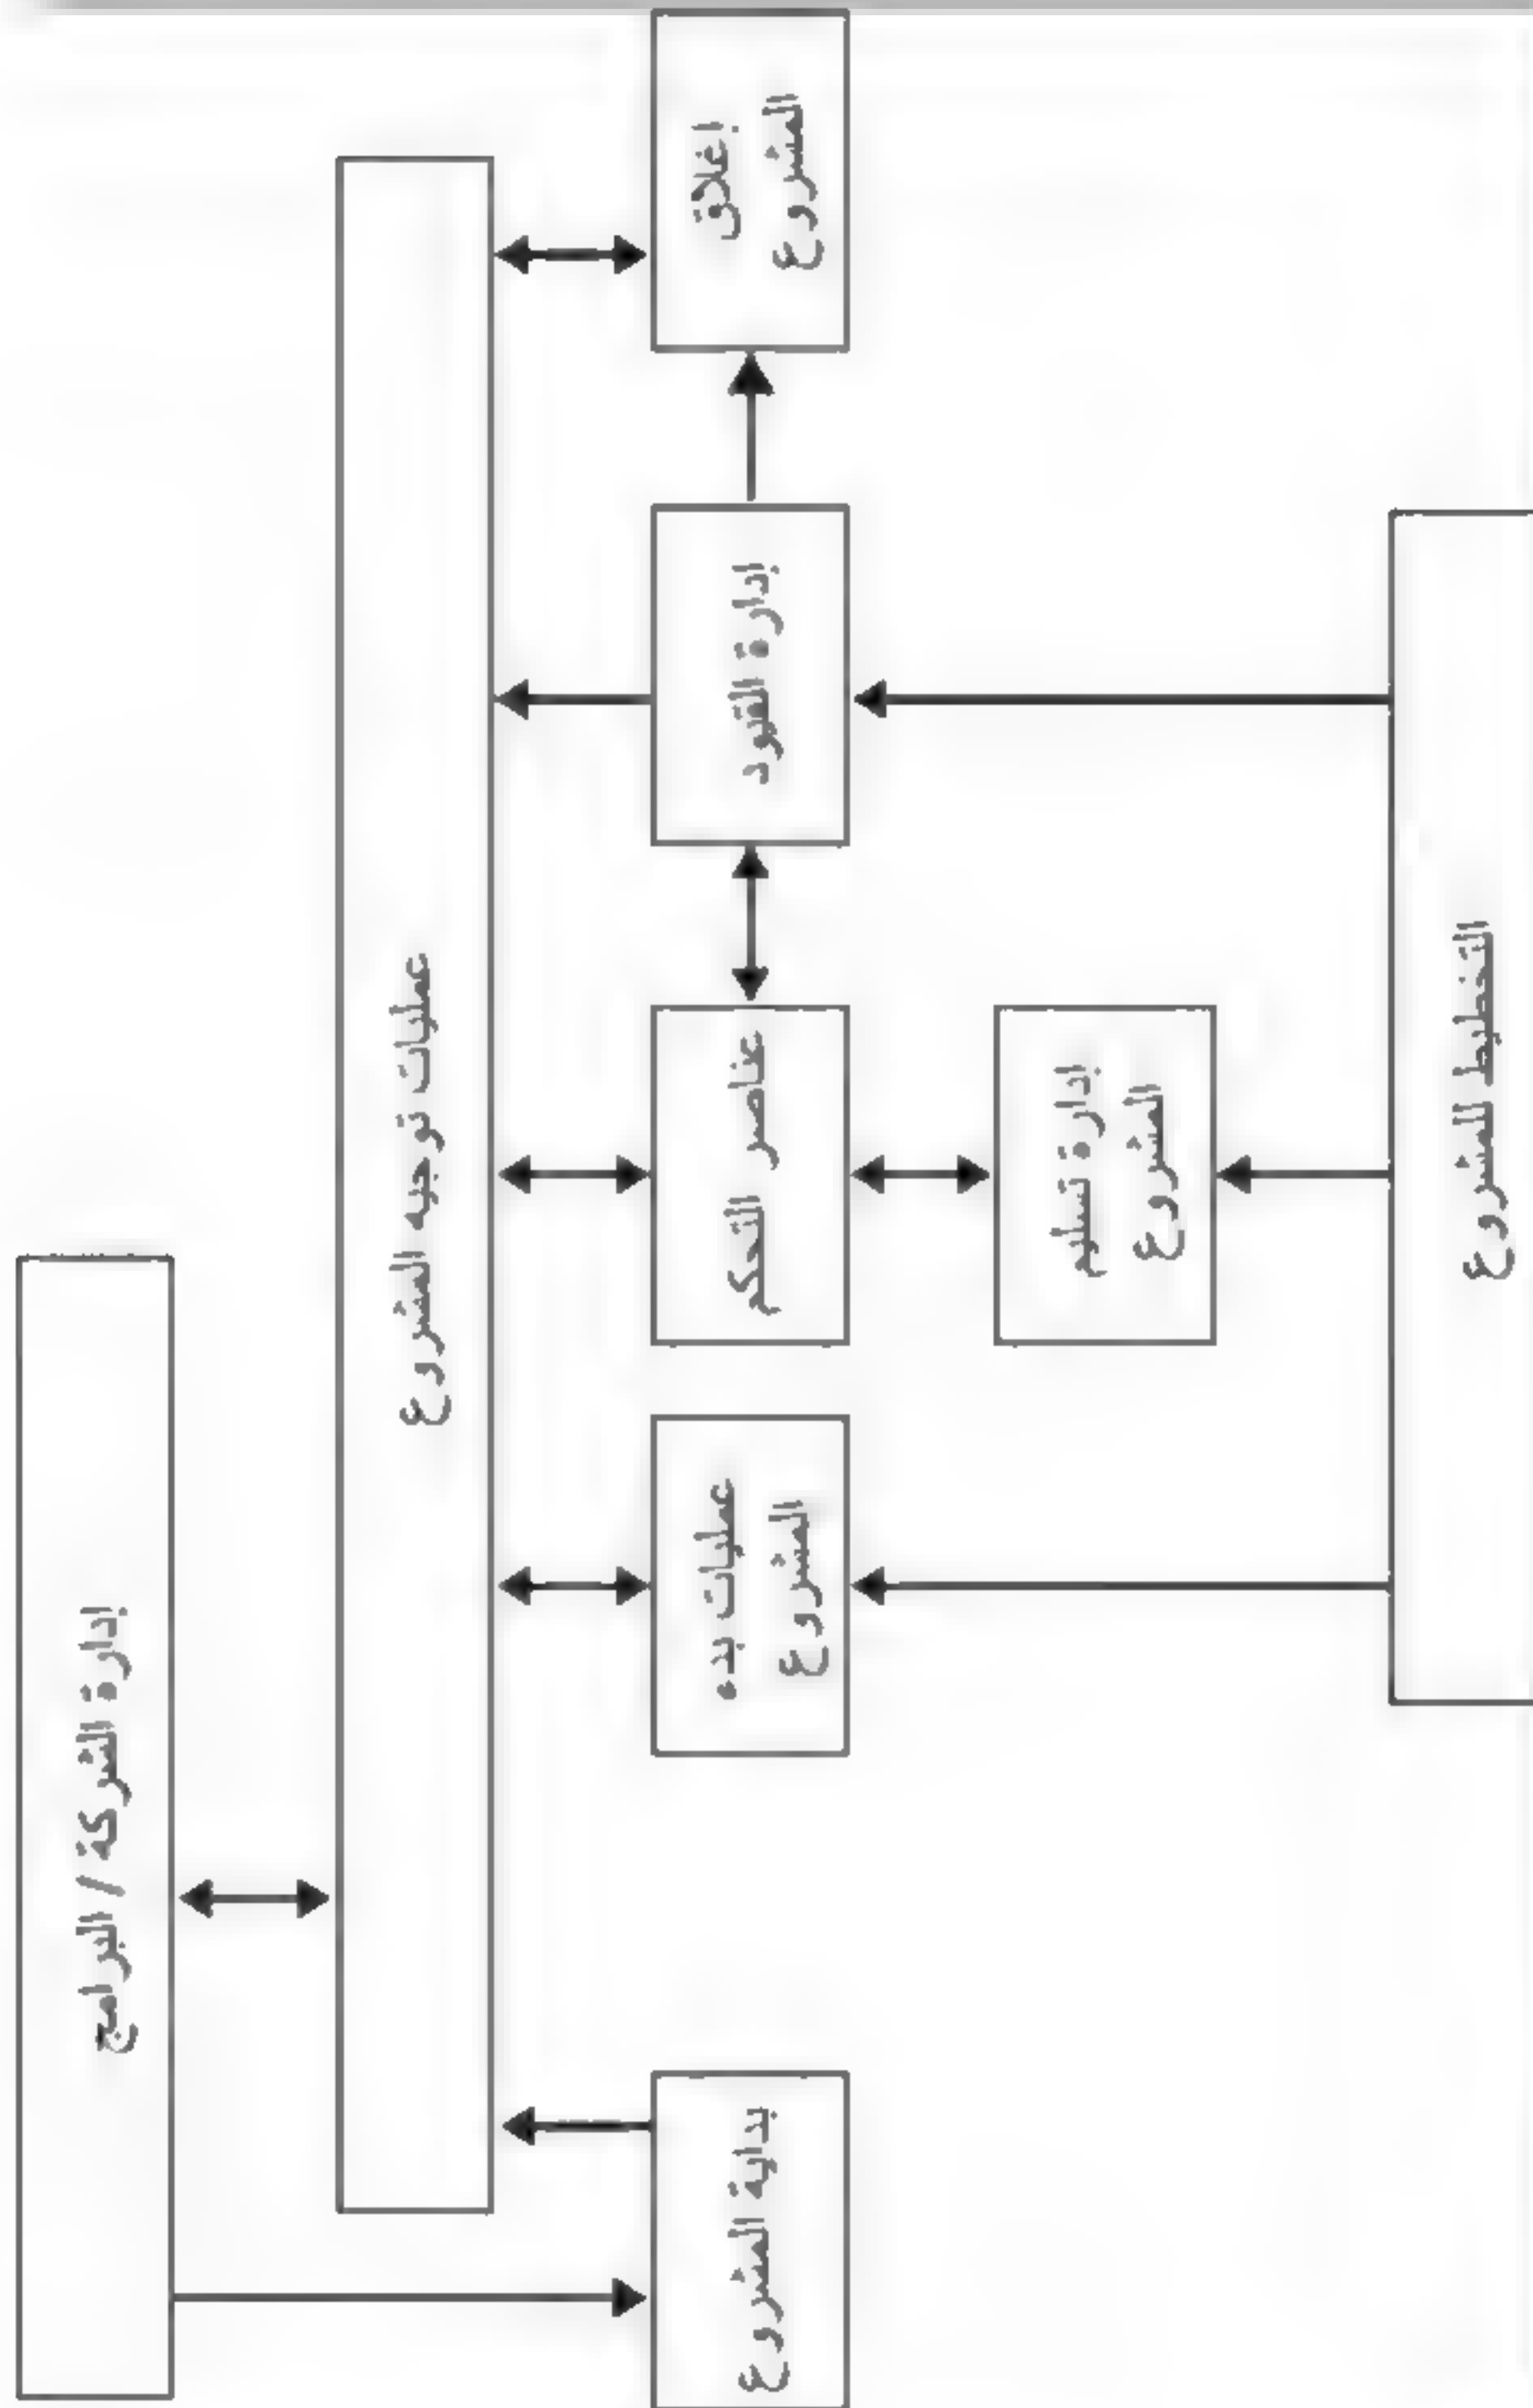 إدارة الشركة / البرامج
عمليات توجيه المشروع
بداية المشروع
عمليات بدء
المشروع
عناصر التحكم
إدارة القيود
إغلاق
المشروع
إدارة تسليم
المشروع
التخطيط للمشروع